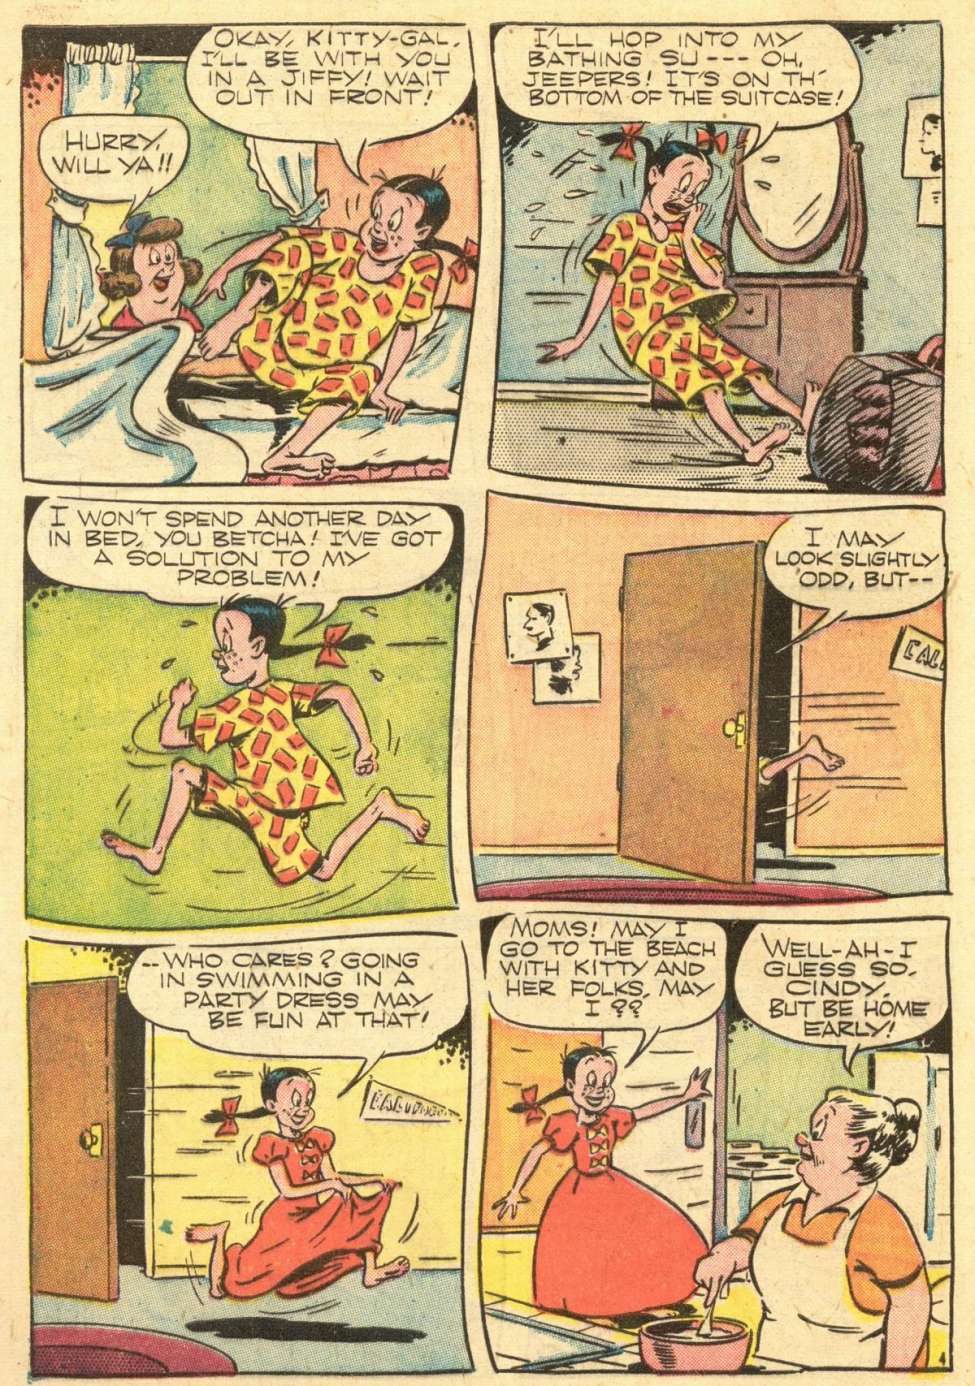 OKAY, KITTY-GAL,
I'LL BE WITH YOU
IN A JIFFY! WAIT
OUT IN FRONT!
HURRY,
WILL YA!!
I'LL HOP INTO MY
BATHING SU--- OH,
JEEPERS! IT'S ON TH'
BOTTOM OF THE SUITCASE!
I WON'T SPEND ANOTHER DAY
IN BED, YOU BETCHA! I'VE GOT
A SOLUTION TO MY
PROBLEM!
I MAY
LOOK SLIGHTLY
ODD, BUT--
CAL
--WHO CARES? GOING
IN SWIMMING IN A
PARTY DRESS MAY
BE FUN AT THAT!
MOMS! MAY I
GO TO THE BEACH
WITH KITTY AND
HER FOLKS, MAY
I??
WELL-AH-I
GUESS SO,
CINDY,
BUT BE HOME
EARLY!
4